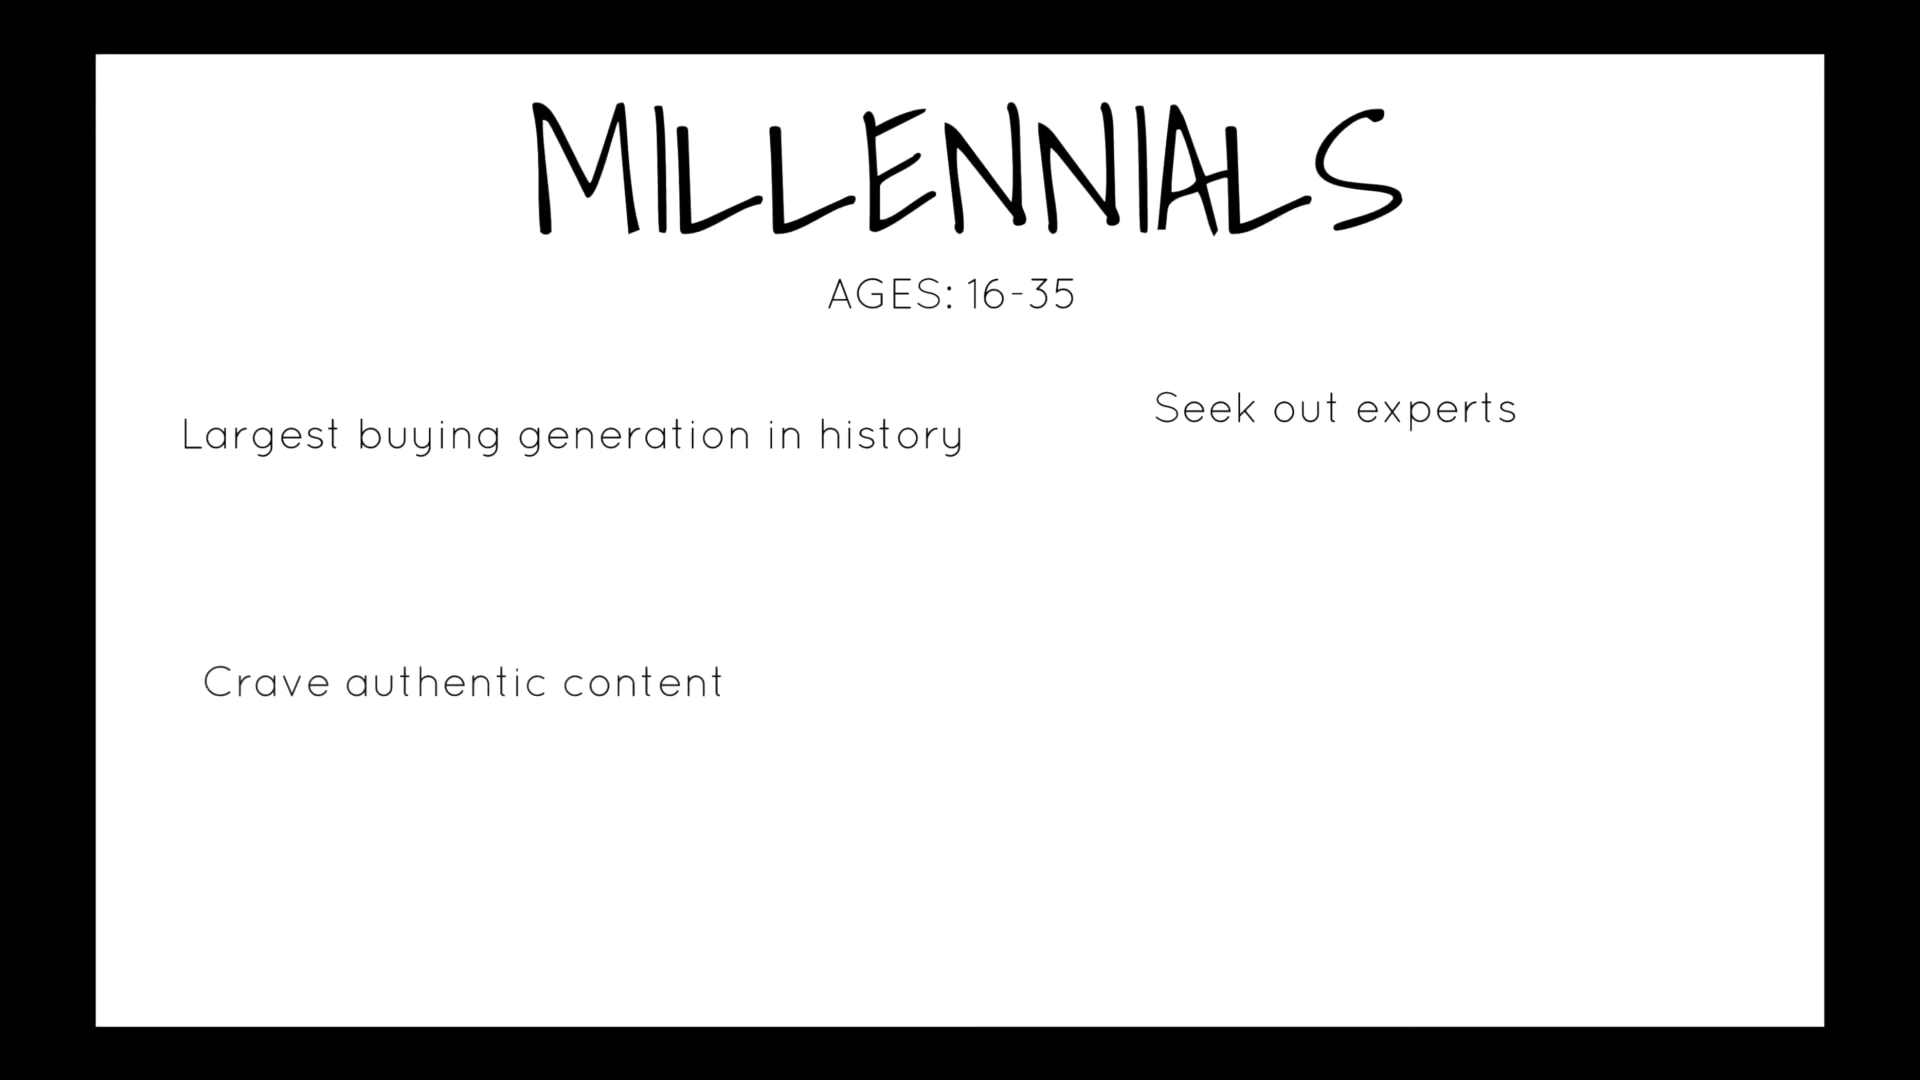 MILLENNIALS
AGES: 16-35
Largest buying generation in history
Seek out experts
Crave authentic content